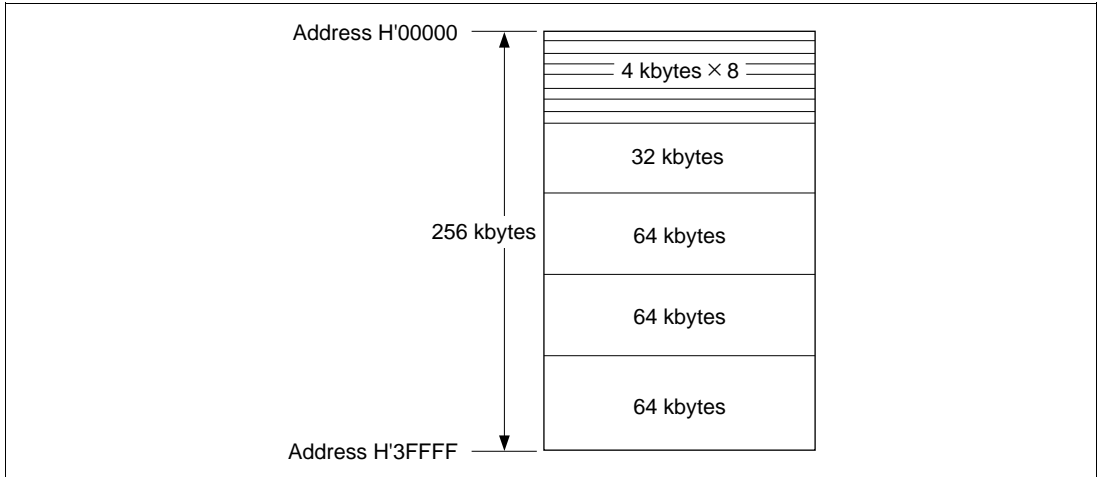 Address H'00000
4 kbytes × 8
32 kbytes
256 kbytes
64 kbytes
64 kbytes
64 kbytes
Address H'3FFFF